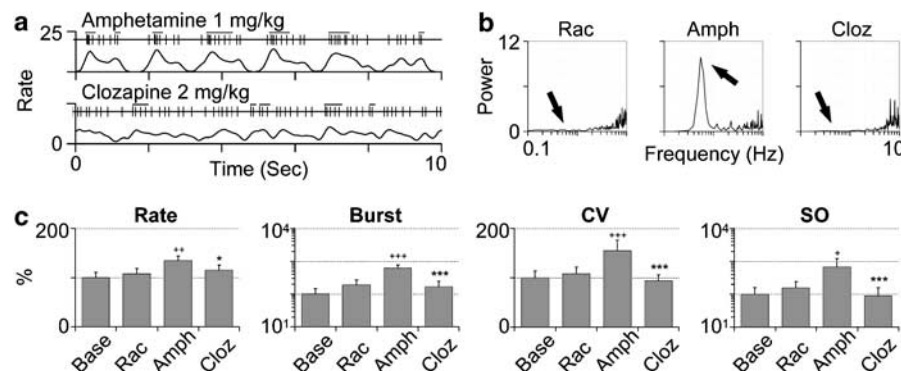 a
Amphetamine 1 mg/kg
25
Rate
Clozapine 2 mg/kg
0
0 5 10
Time (Sec)
b
Rac Amph Cloz
12
Power
0
0.1 10
Frequency (Hz)
c
Rate Burst CV SO
200 10⁴ 200 10⁴
%
++ * +++ *** +++ *** + ***
0 10¹ 0 10¹
Base Rac Amph Cloz Base Rac Amph Cloz Base Rac Amph Cloz Base Rac Amph Cloz